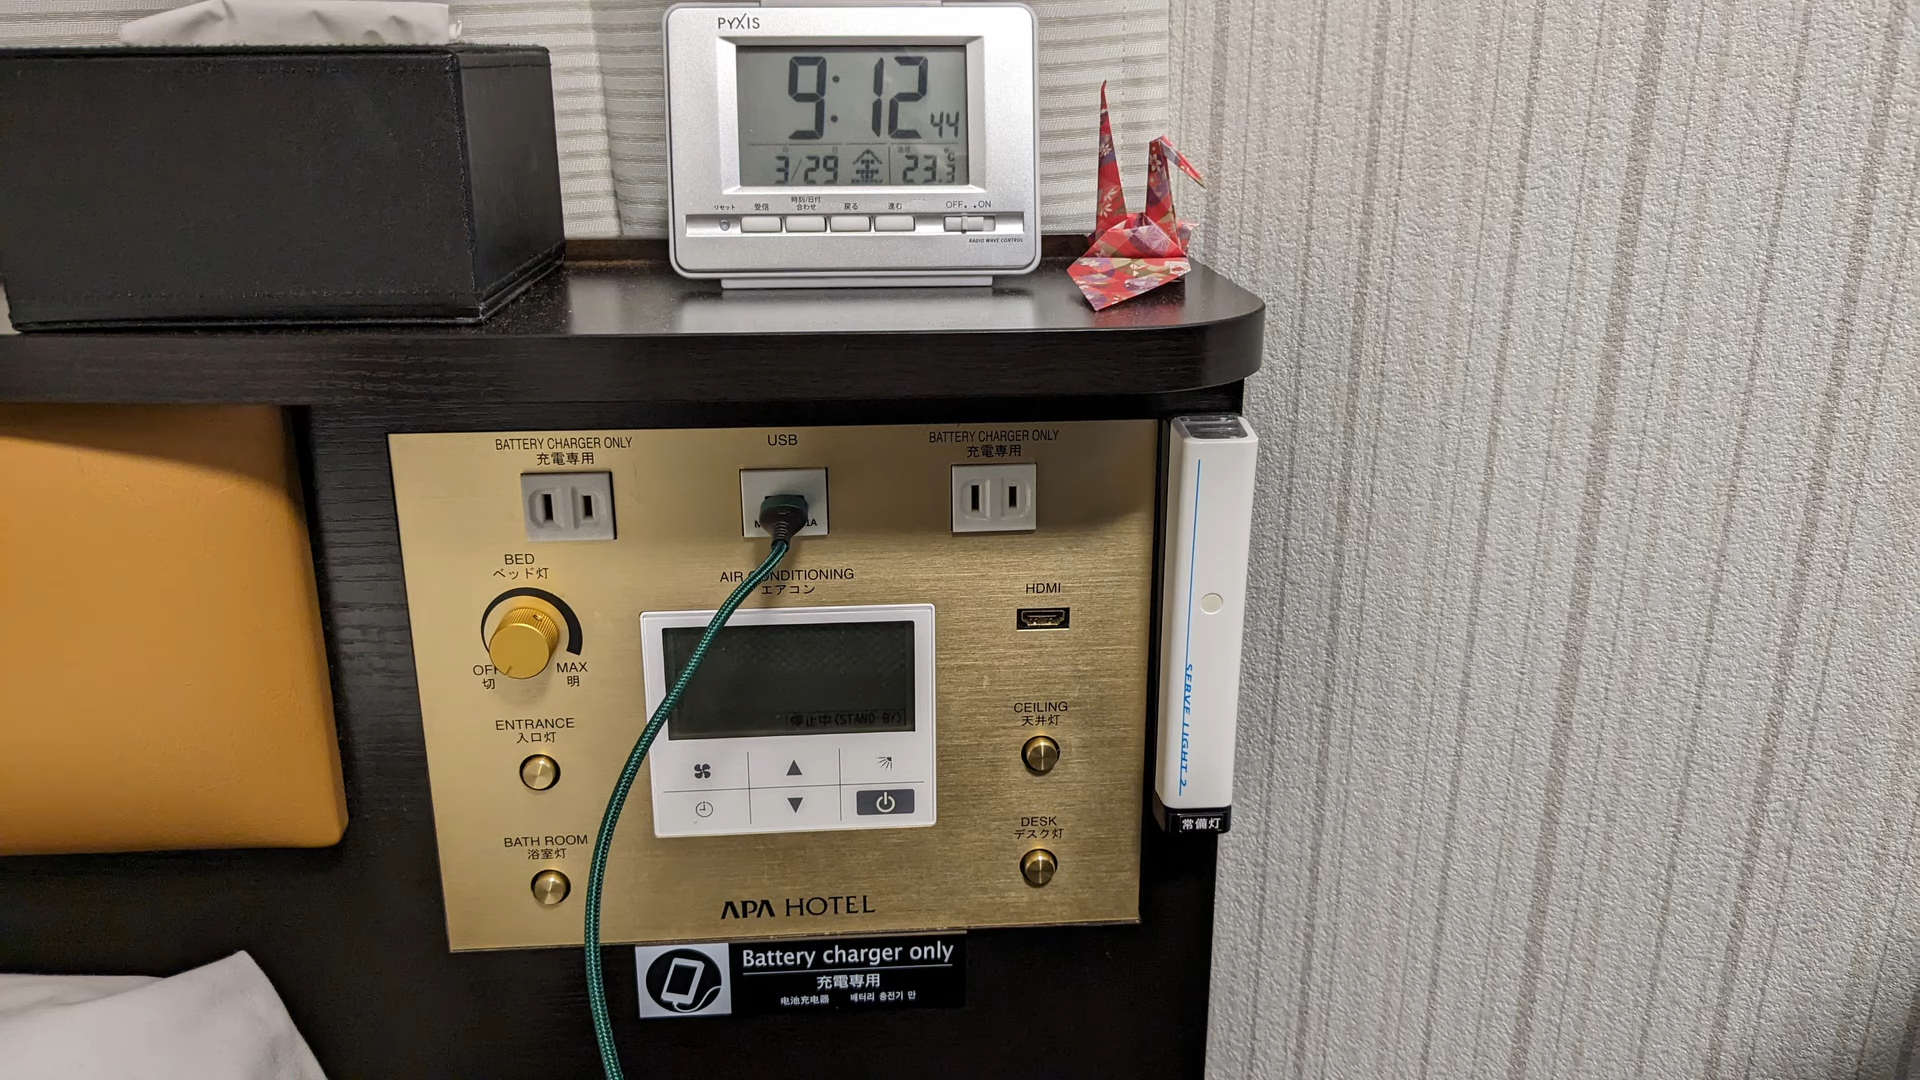 PYXIS
9:12 44
月 日
3/29 金 23.3
リセット 受信 時刻/日付合わせ 戻る 進む OFF..ON
RADIO WAVE CONTROL
BATTERY CHARGER ONLY
充電専用
USB
BATTERY CHARGER ONLY
充電専用
BED
ベッド灯
OFF
切
MAX
明
AIR CONDITIONING
エアコン
停止中(STAND BY)
HDMI
ENTRANCE
入口灯
CEILING
天井灯
BATH ROOM
浴室灯
DESK
デスク灯
APA HOTEL
SERVE LIGHT 2
常備灯
Battery charger only
充電専用
电池充电器 배터리 충전기 만